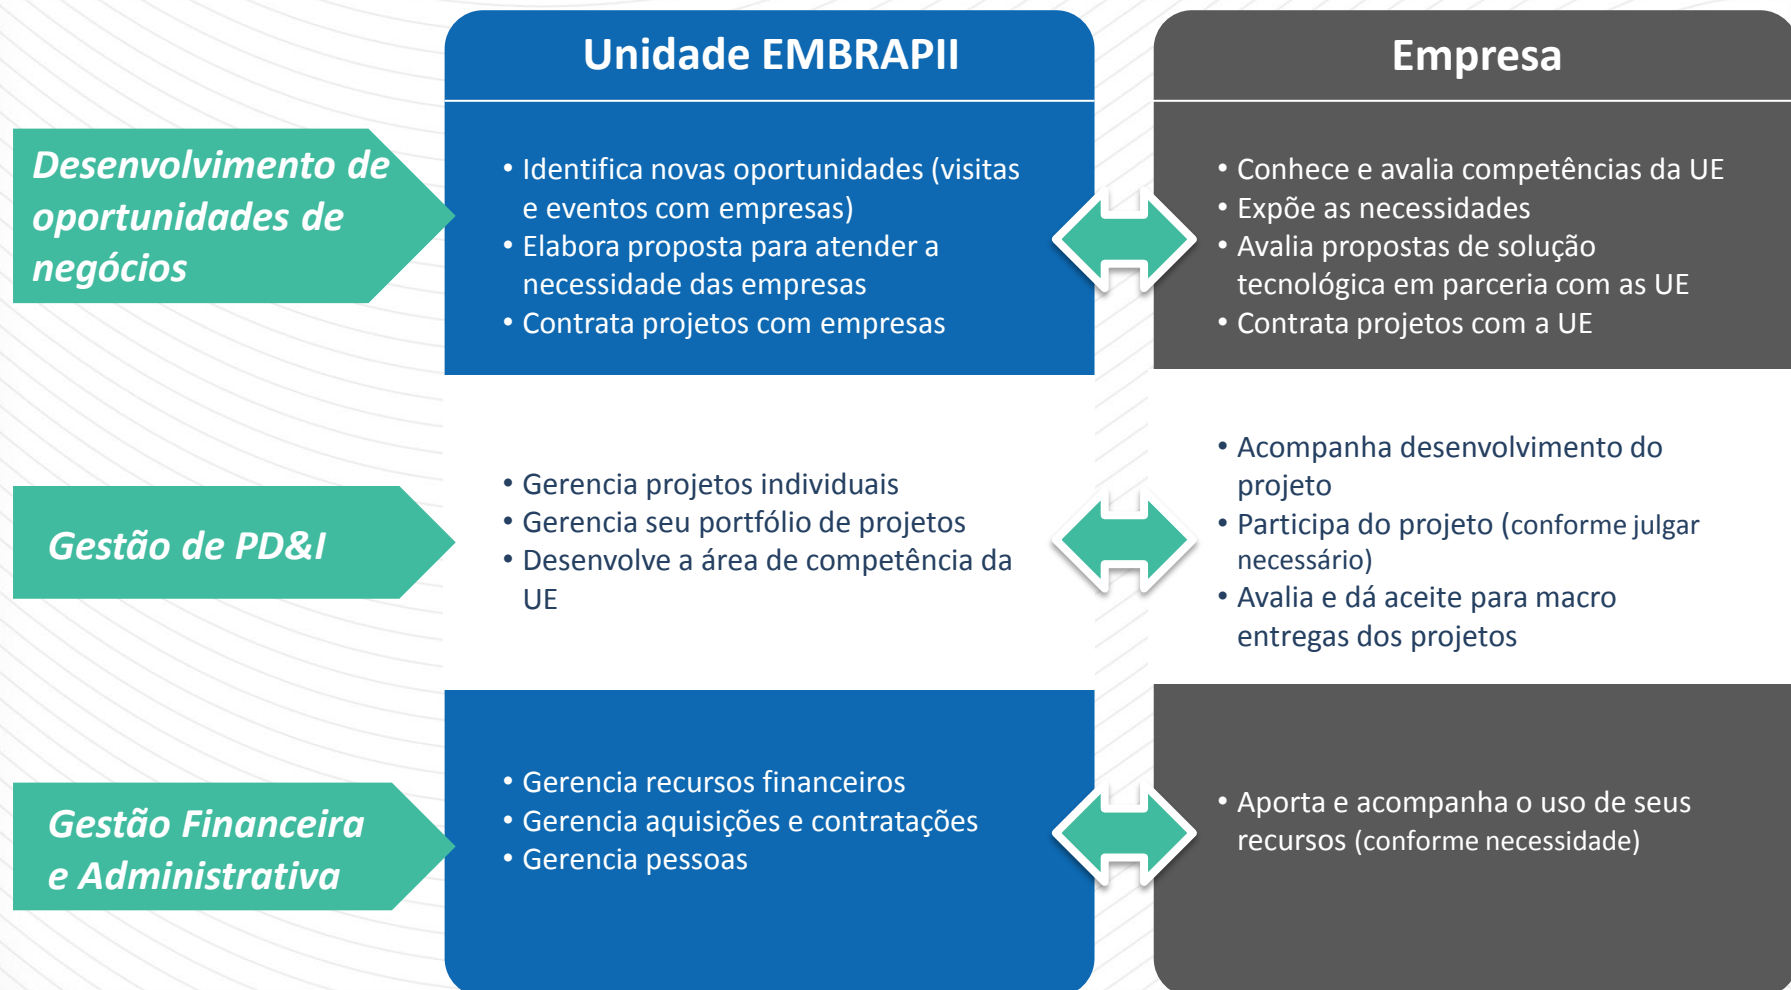 Unidade EMBRAPII
Empresa
Desenvolvimento de
oportunidades de
negócios
• Identifica novas oportunidades (visitas
e eventos com empresas)
• Elabora proposta para atender a
necessidade das empresas
• Contrata projetos com empresas
• Conhece e avalia competências da UE
• Expõe as necessidades
• Avalia propostas de solução
tecnológica em parceria com as UE
• Contrata projetos com a UE
Gestão de PD&I
• Gerencia projetos individuais
• Gerencia seu portfólio de projetos
• Desenvolve a área de competência da
UE
• Acompanha desenvolvimento do
projeto
• Participa do projeto (conforme julgar
necessário)
• Avalia e dá aceite para macro
entregas dos projetos
Gestão Financeira
e Administrativa
• Gerencia recursos financeiros
• Gerencia aquisições e contratações
• Gerencia pessoas
• Aporta e acompanha o uso de seus
recursos (conforme necessidade)